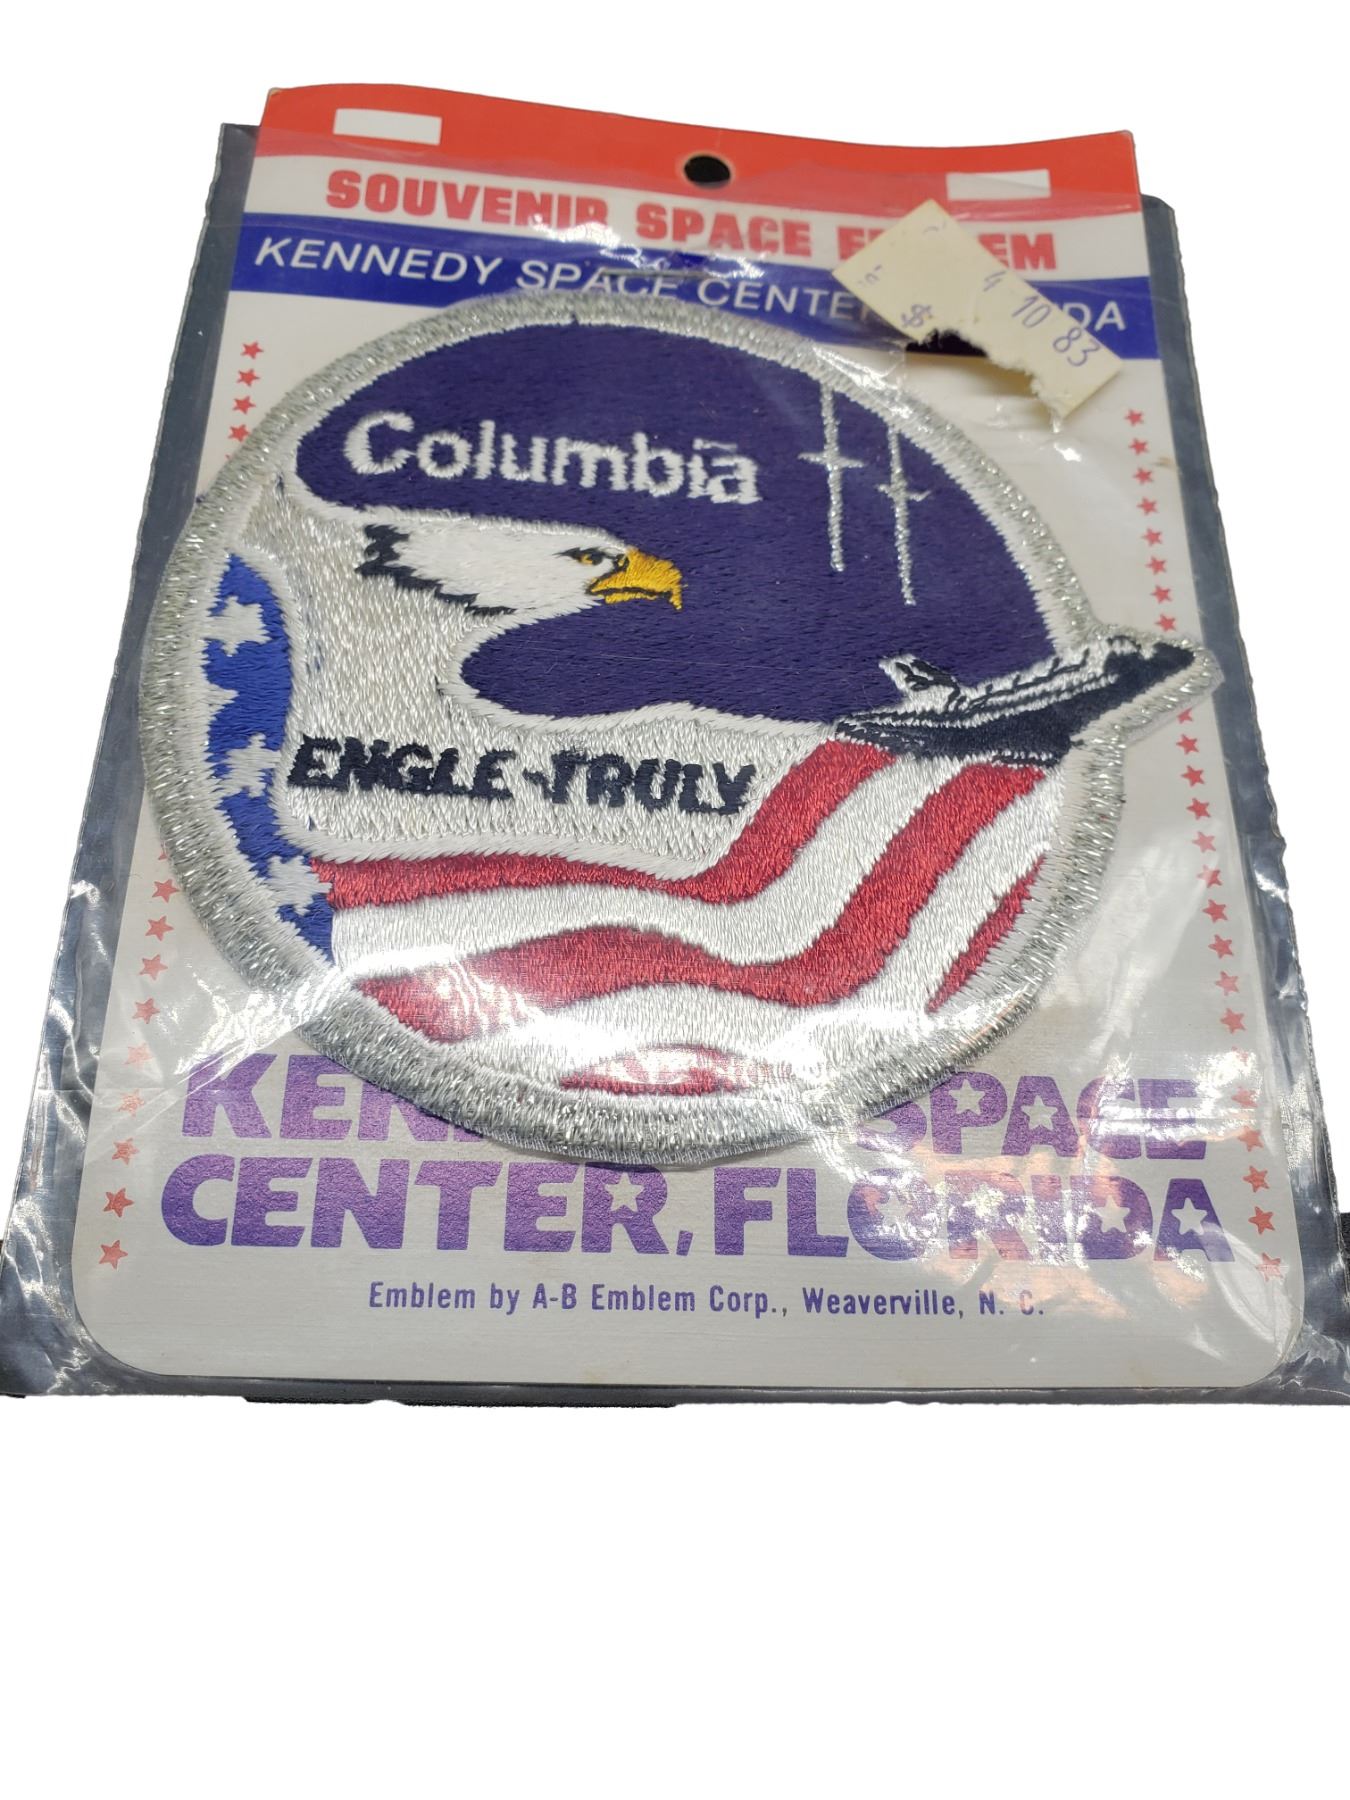 SOUVENIR SPACE
KENNEDY SPACE CENTER
4 10 83
$
Columbia
ENGLE-TRULY
SPACE
CENTER, FLORIDA
Emblem by A-B Emblem Corp., Weaverville, N. C.